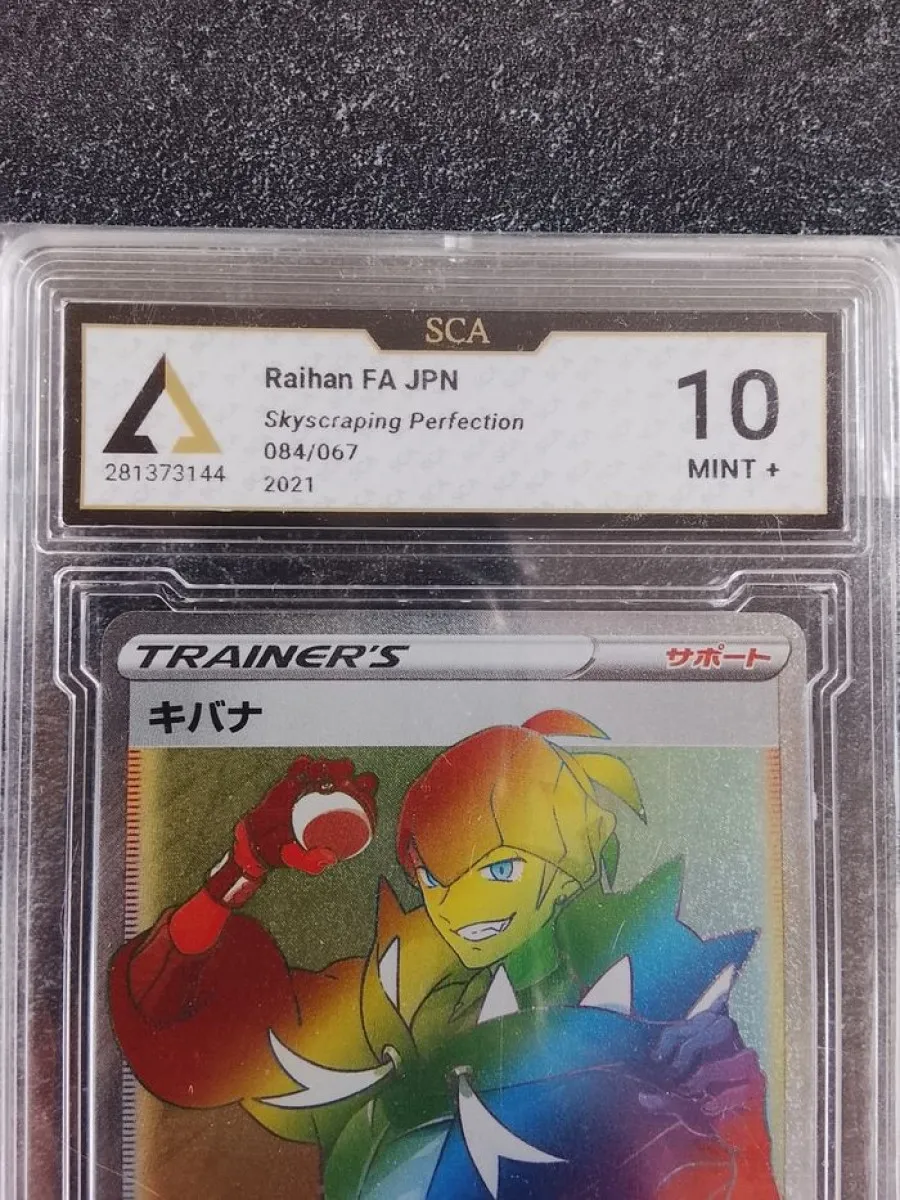 SCA
Raihan FA JPN
Skyscraping Perfection
084/067
2021
281373144
10
MINT +
TRAINER'S
サポート
キバナ